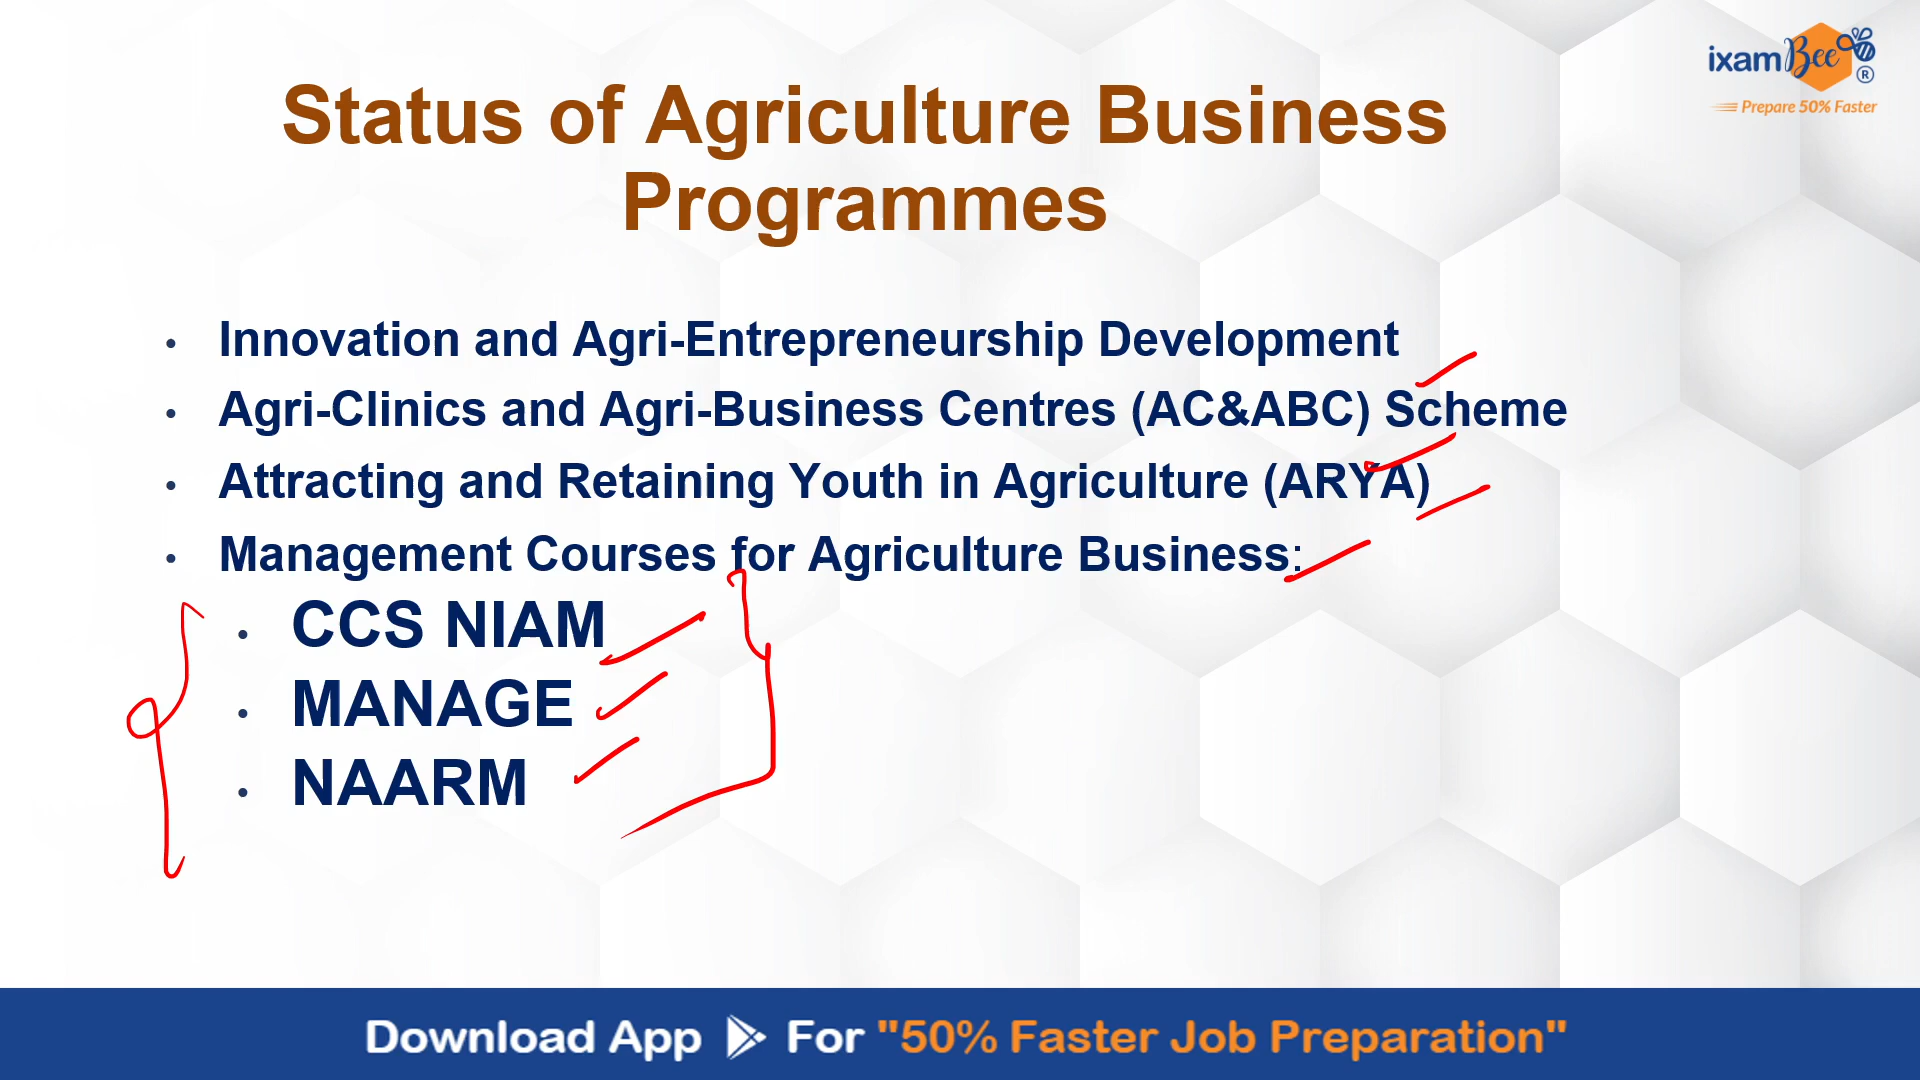 ixamBee
®
Prepare 50% Faster
Status of Agriculture Business
Programmes
• Innovation and Agri-Entrepreneurship Development
• Agri-Clinics and Agri-Business Centres (AC&ABC) Scheme
• Attracting and Retaining Youth in Agriculture (ARYA)
• Management Courses for Agriculture Business:
• CCS NIAM
• MANAGE
• NAARM
Download App For "50% Faster Job Preparation"